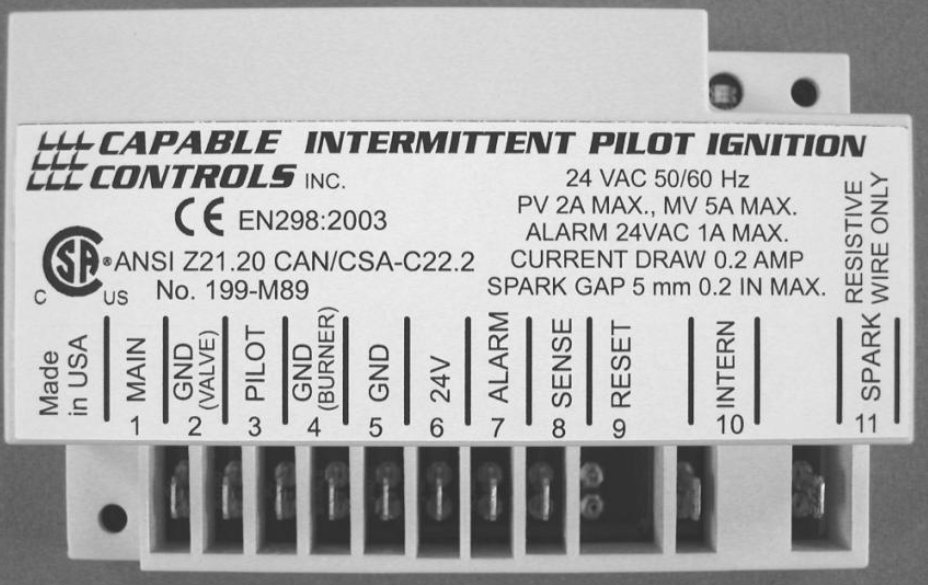 CAPABLE INTERMITTENT PILOT IGNITION
CONTROLS INC.
24 VAC 50/60 Hz
CE EN298:2003
PV 2A MAX., MV 5A MAX.
ALARM 24VAC 1A MAX.
C SA ® US
ANSI Z21.20 CAN/CSA-C22.2
CURRENT DRAW 0.2 AMP
No. 199-M89
SPARK GAP 5 mm 0.2 IN MAX.
RESISTIVE
WIRE ONLY
Made
in USA
MAIN
1
GND
(VALVE)
2
PILOT
3
GND
(BURNER)
4
GND
5
24V
6
ALARM
7
SENSE
8
RESET
9
INTERN
10
SPARK
11